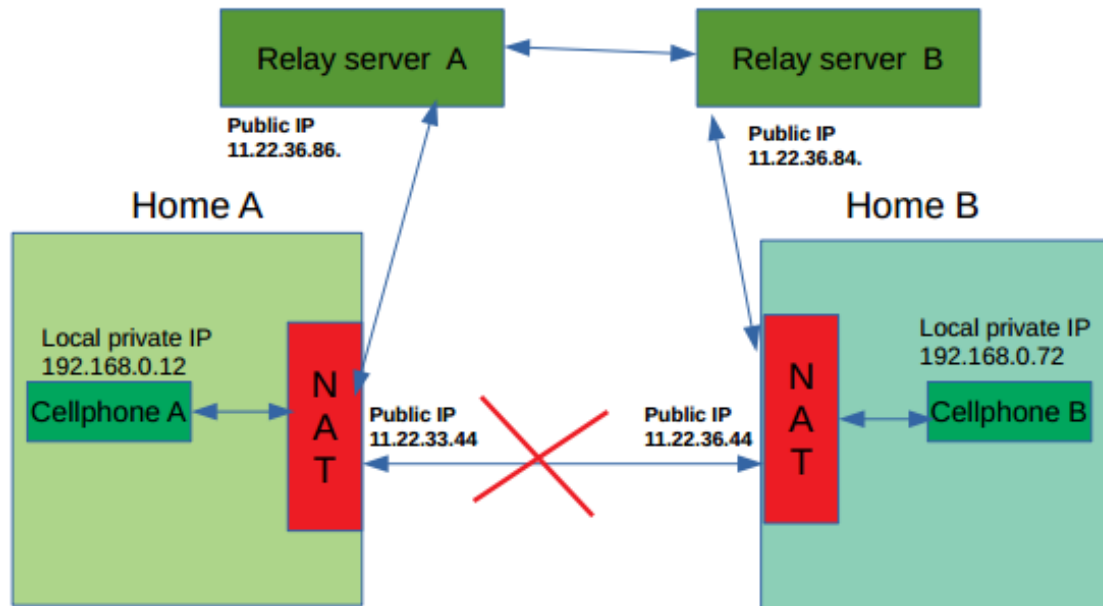 Relay server A
Relay server B
Public IP
11.22.36.86.
Public IP
11.22.36.84.
Home A
Home B
Local private IP
192.168.0.12
Cellphone A
N
A
T
Public IP
11.22.33.44
Public IP
11.22.36.44
N
A
T
Local private IP
192.168.0.72
Cellphone B